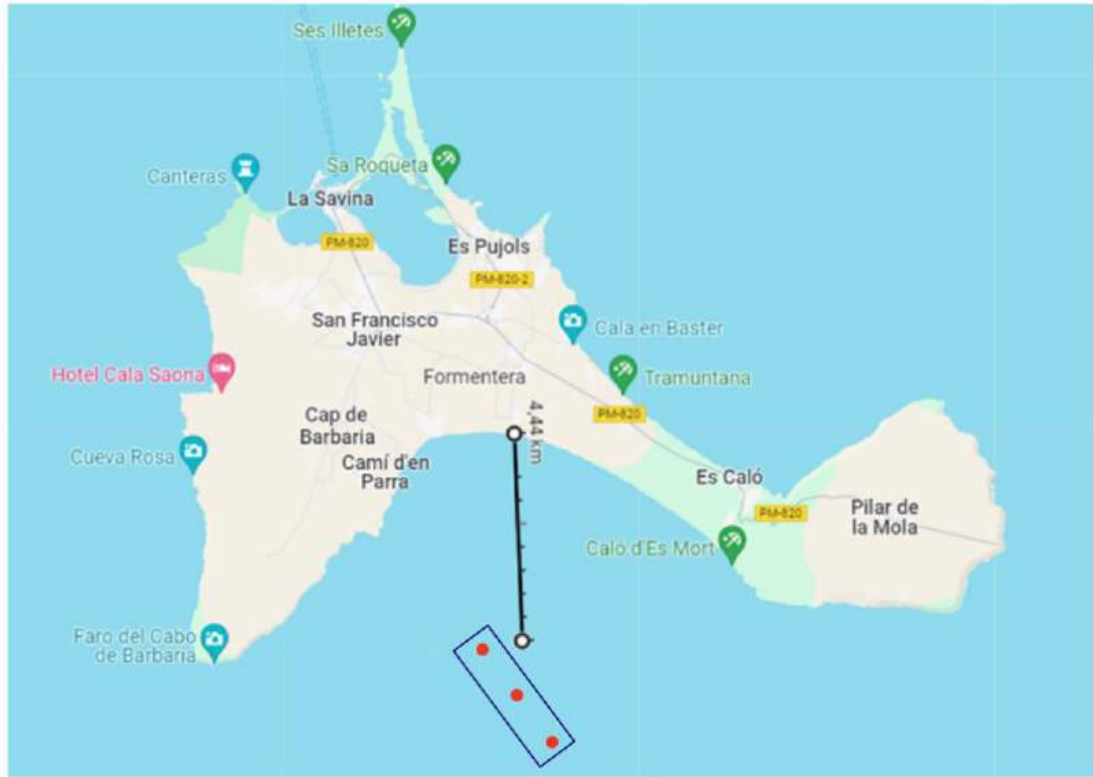 Ses Illetes
Sa Roqueta
Canteras
La Savina
PM-820
Es Pujols
PM-820-2
San Francisco
Javier
Cala en Baster
Hotel Cala Saona
Formentera
Tramuntana
4,44 km
PM-820
Cap de
Barbaria
Cueva Rosa
Camí d'en
Parra
Es Caló
PM-820
Pilar de
la Mola
Caló d'Es Mort
Faro del Cabo
de Barbaria